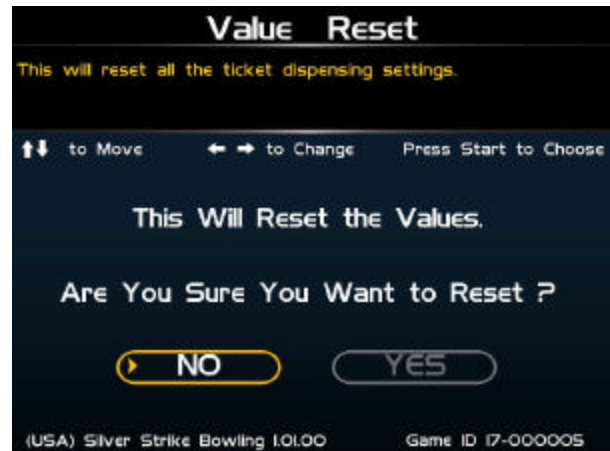 Value Reset
This will reset all the ticket dispensing settings.
to Move to Change Press Start to Choose
This Will Reset the Values.
Are You Sure You Want to Reset ?
NO YES
(USA) Silver Strike Bowling 1.01.00 Game ID 17-000005